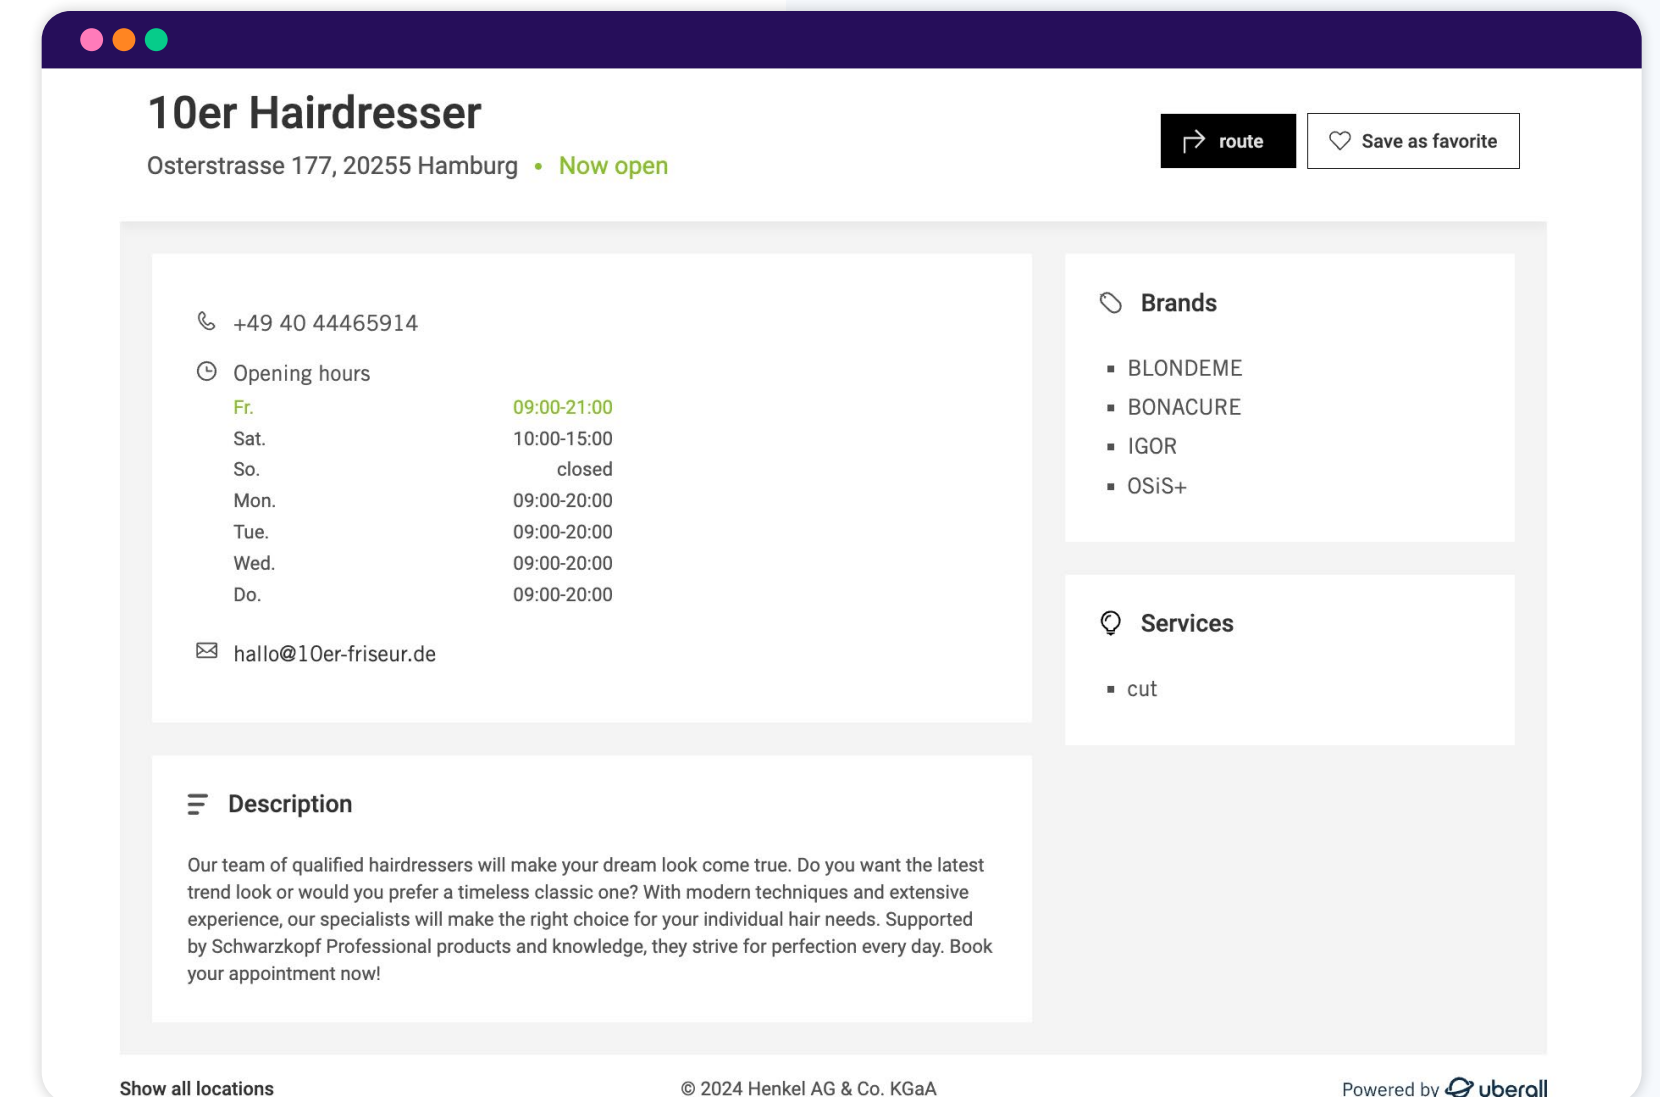 10er Hairdresser
Osterstrasse 177, 20255 Hamburg • Now open
route
Save as favorite
+49 40 44465914
Opening hours
Fr. 09:00-21:00
Sat. 10:00-15:00
So. closed
Mon. 09:00-20:00
Tue. 09:00-20:00
Wed. 09:00-20:00
Do. 09:00-20:00
hallo@10er-friseur.de
Brands
BLONDEME
BONACURE
IGOR
OSiS+
Services
cut
Description
Our team of qualified hairdressers will make your dream look come true. Do you want the latest
trend look or would you prefer a timeless classic one? With modern techniques and extensive
experience, our specialists will make the right choice for your individual hair needs. Supported
by Schwarzkopf Professional products and knowledge, they strive for perfection every day. Book
your appointment now!
Show all locations
© 2024 Henkel AG & Co. KGaA
Powered by uberall